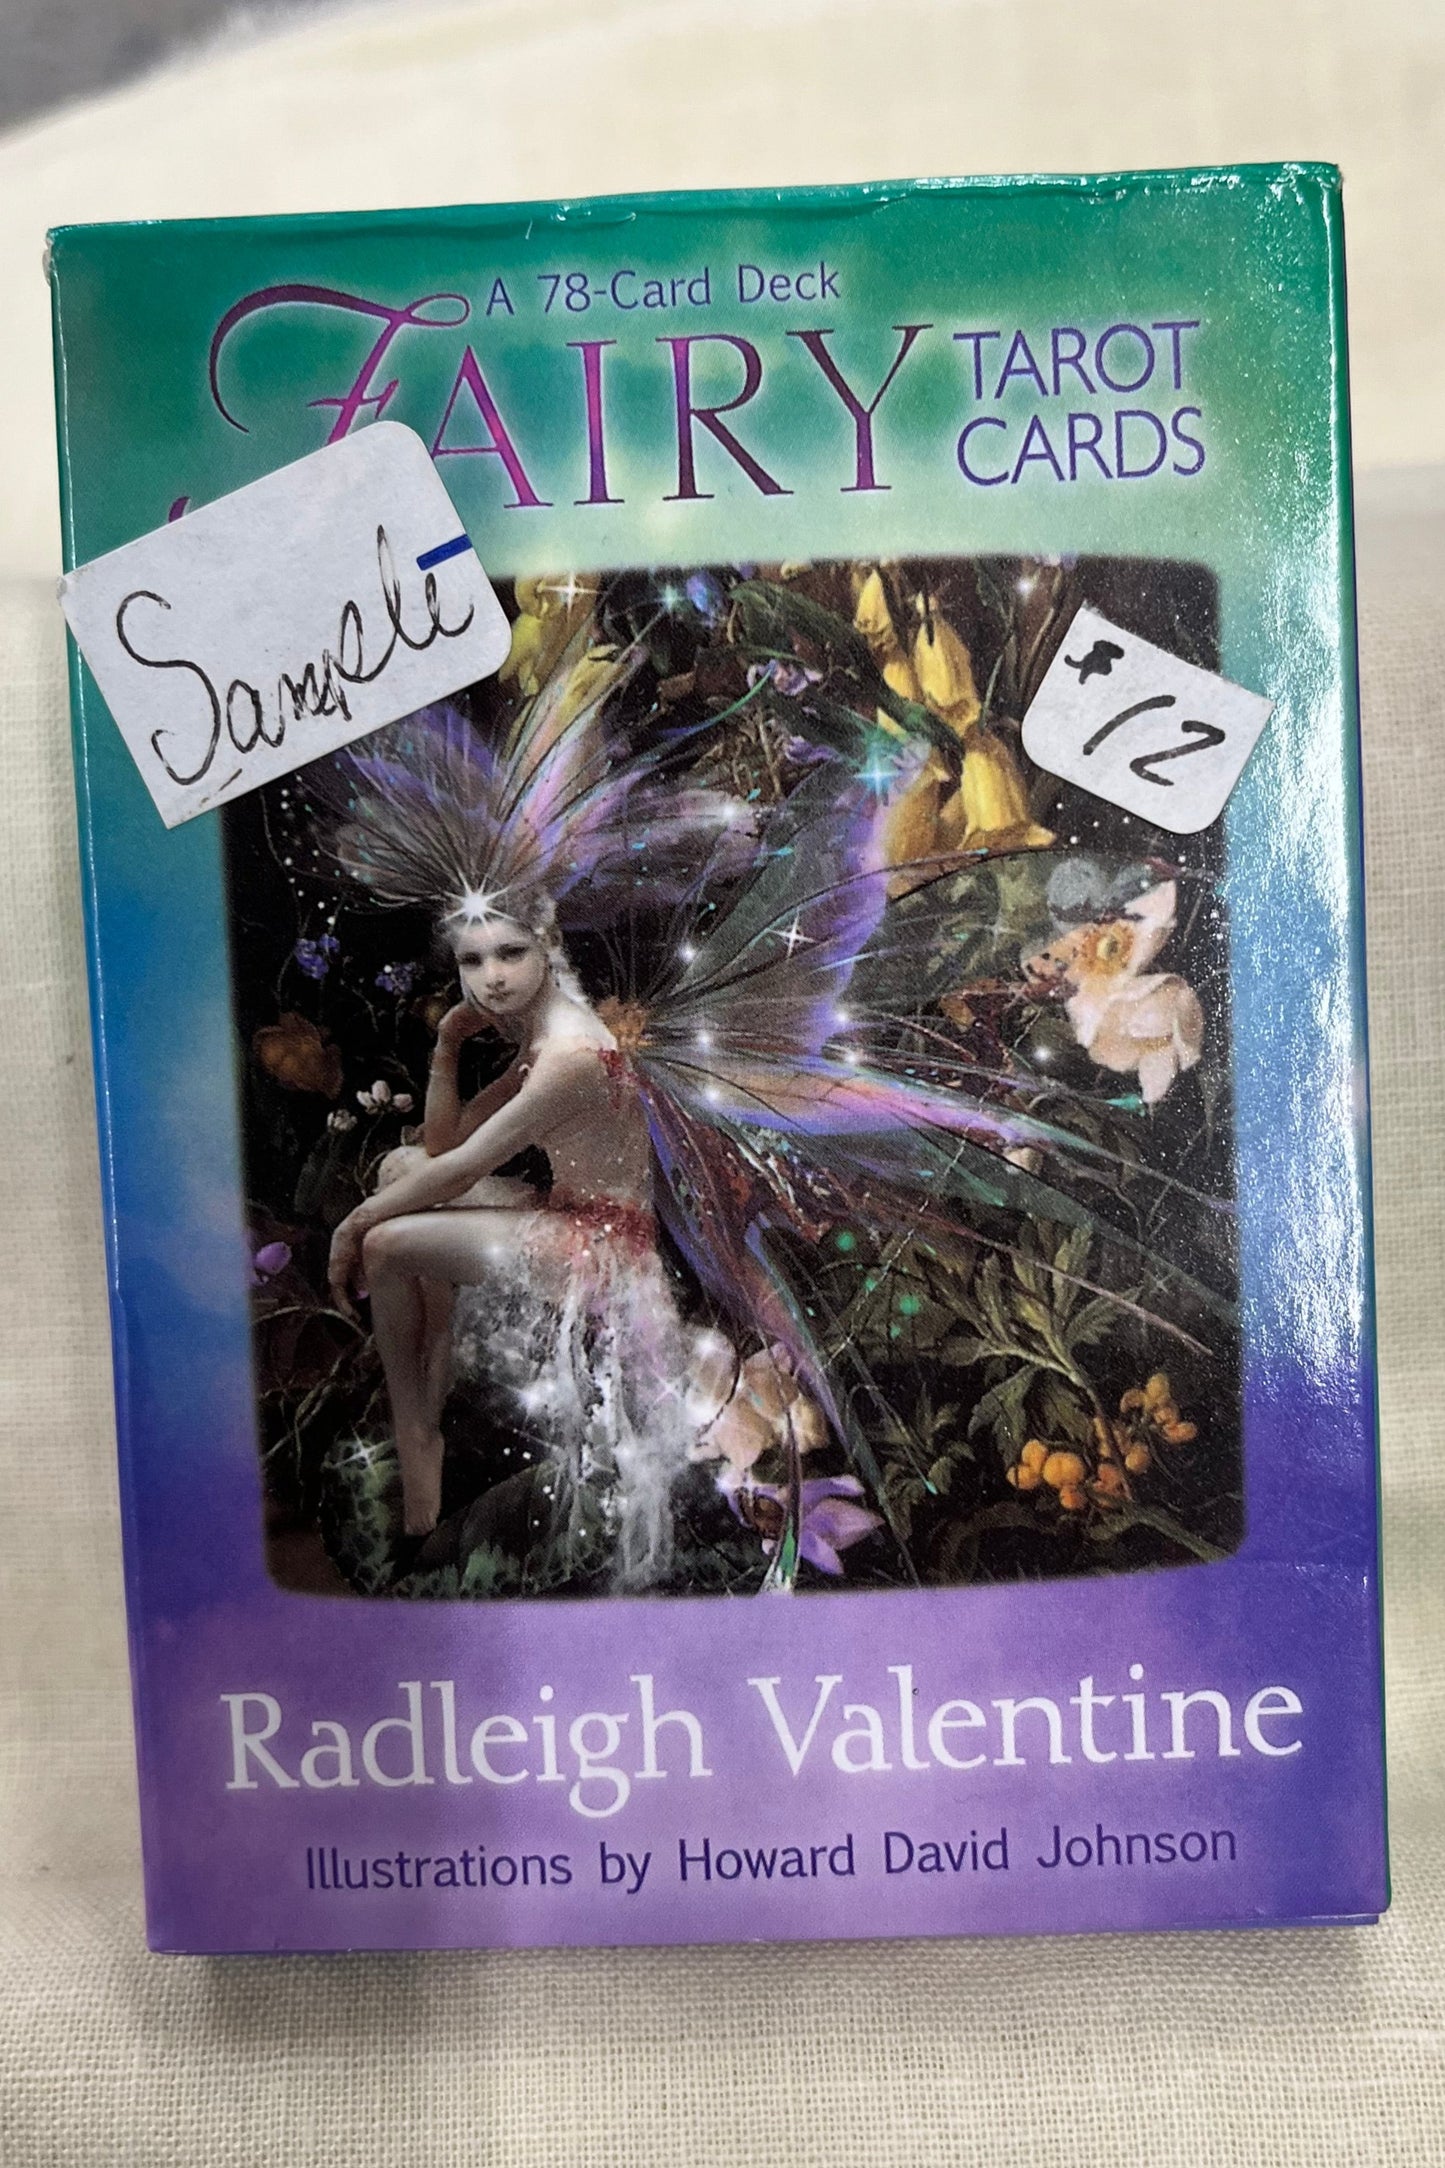 A 78-Card Deck
FAIRY TAROT
CARDS
Sample
$12
Radleigh Valentine
Illustrations by Howard David Johnson